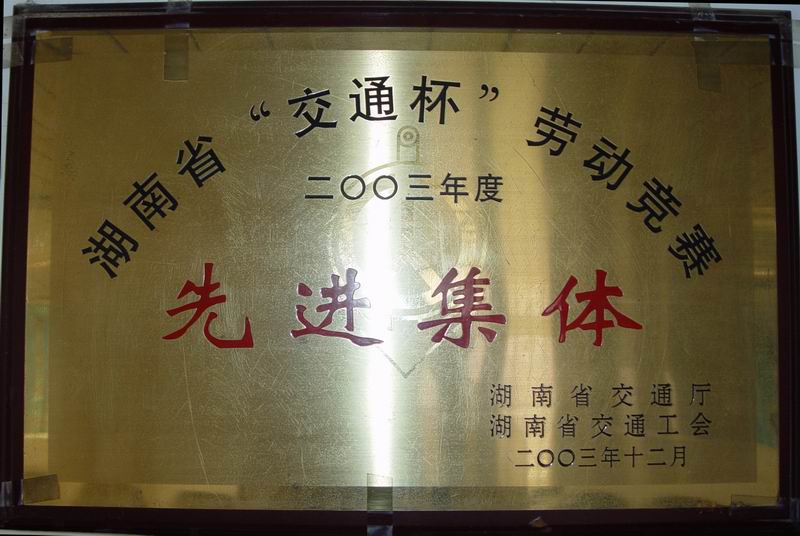 湖南省“交通杯”劳动竞赛
二〇〇三年度
先进集体
湖南省交通厅
湖南省交通工会
二〇〇三年十二月